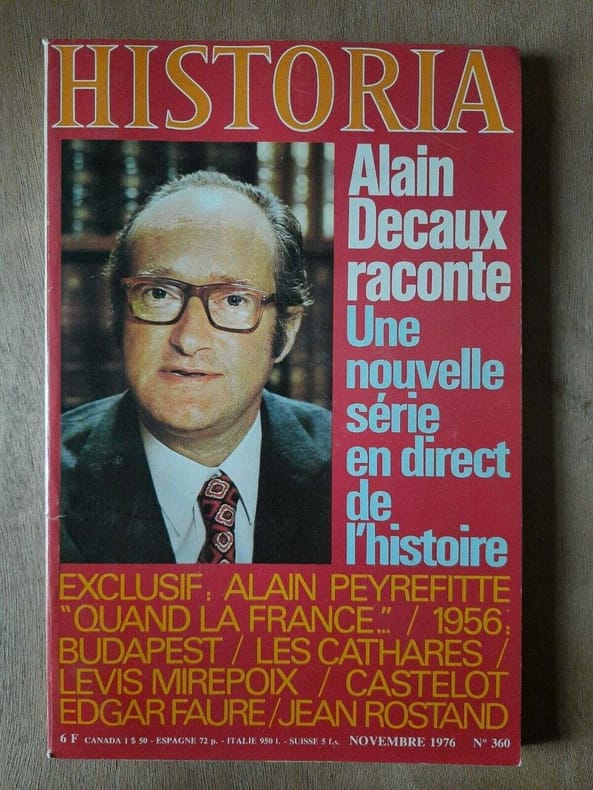 HISTORIA
Alain
Decaux
raconte
Une
nouvelle
série
en direct
de
l'histoire
EXCLUSIF: ALAIN PEYREFITTE
"QUAND LA FRANCE..." / 1956:
BUDAPEST / LES CATHARES /
LEVIS MIREPOIX / CASTELOT
EDGAR FAURE/JEAN ROSTAND
6 F CANADA 1 $ 50 - ESPAGNE 72 p. - ITALIE 950 l. - SUISSE 5 f.s. NOVEMBRE 1976 N° 360